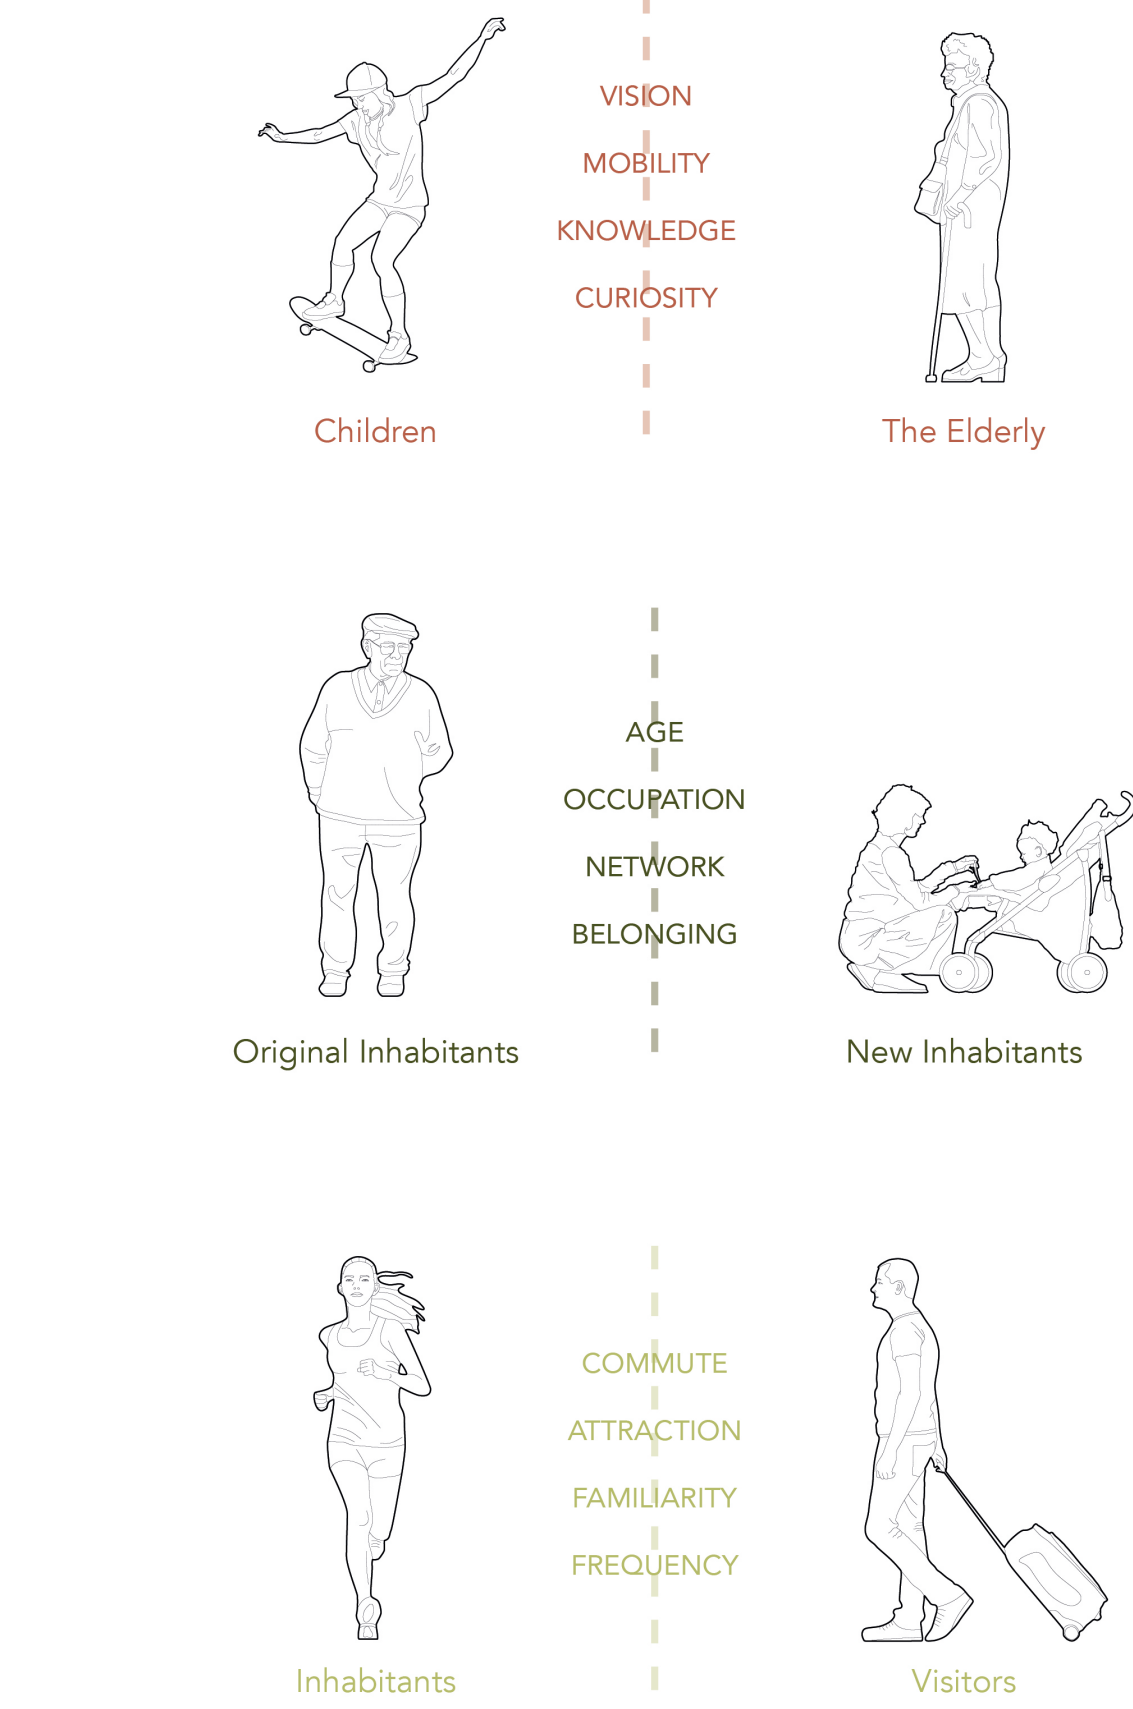 VISION
MOBILITY
KNOWLEDGE
CURIOSITY
Children
The Elderly
AGE
OCCUPATION
NETWORK
BELONGING
Original Inhabitants
New Inhabitants
COMMUTE
ATTRACTION
FAMILIARITY
FREQUENCY
Inhabitants
Visitors